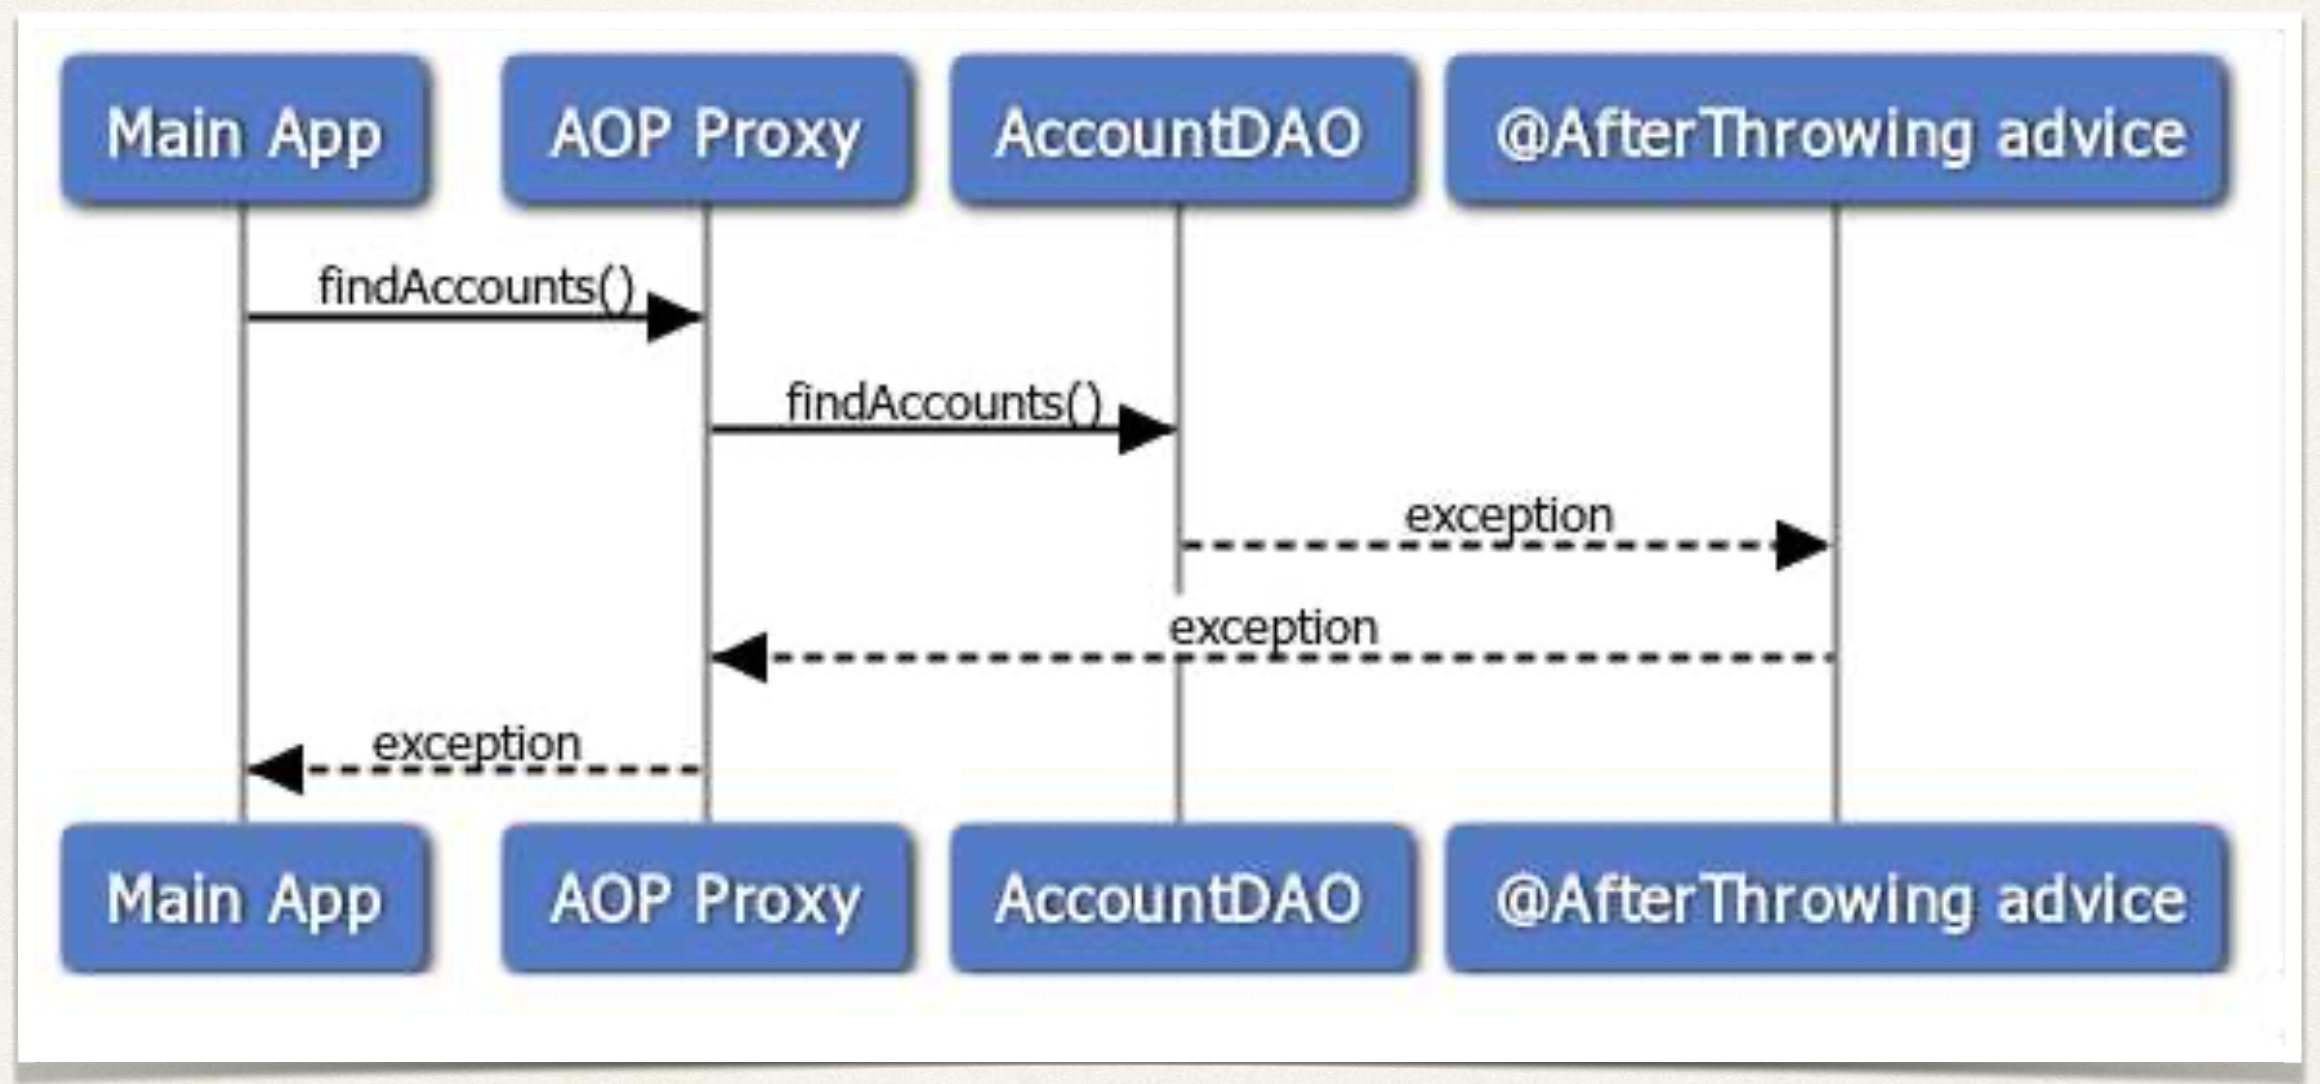 Main App
AOP Proxy
AccountDAO
@AfterThrowing advice
findAccounts()
findAccounts()
exception
exception
exception
Main App
AOP Proxy
AccountDAO
@AfterThrowing advice